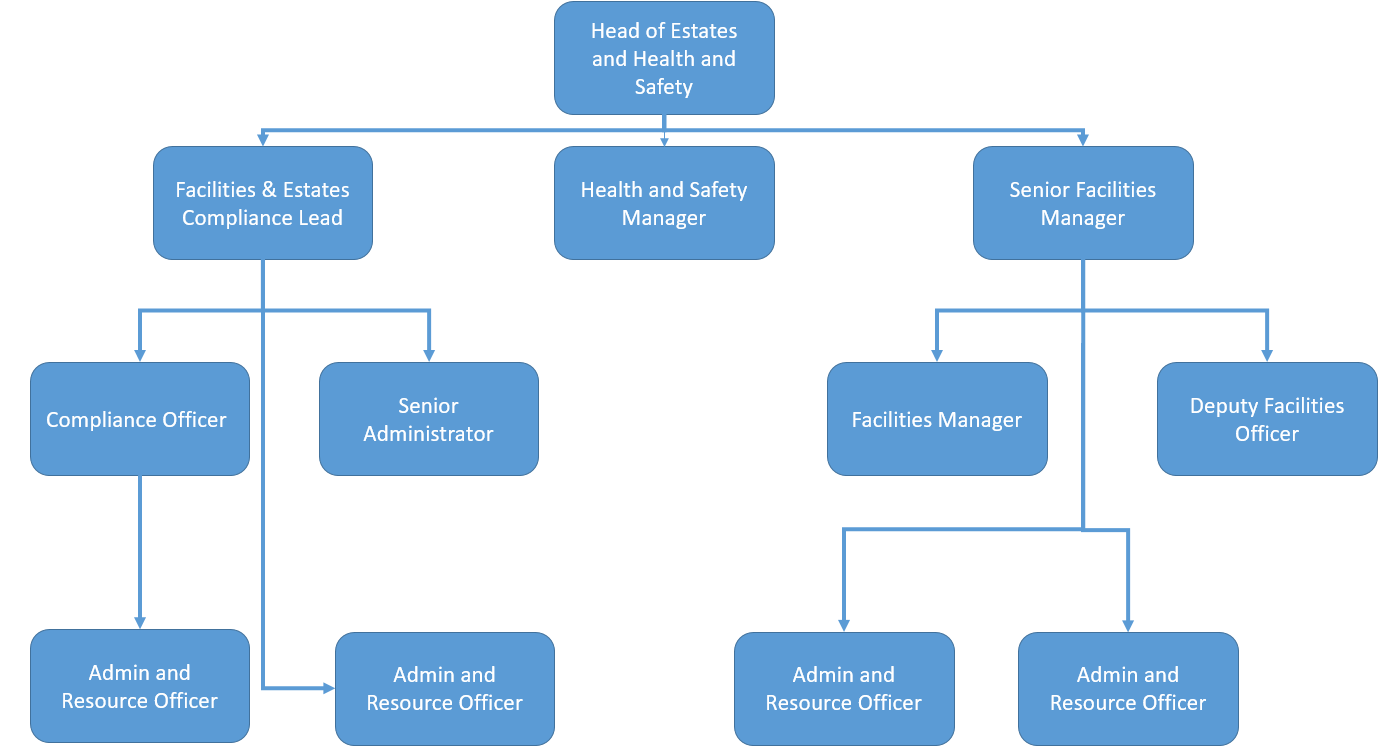 Head of Estates
and Health and
Safety
Facilities & Estates
Compliance Lead
Health and Safety
Manager
Senior Facilities
Manager
Compliance Officer
Senior
Administrator
Facilities Manager
Deputy Facilities
Officer
Admin and
Resource Officer
Admin and
Resource Officer
Admin and
Resource Officer
Admin and
Resource Officer